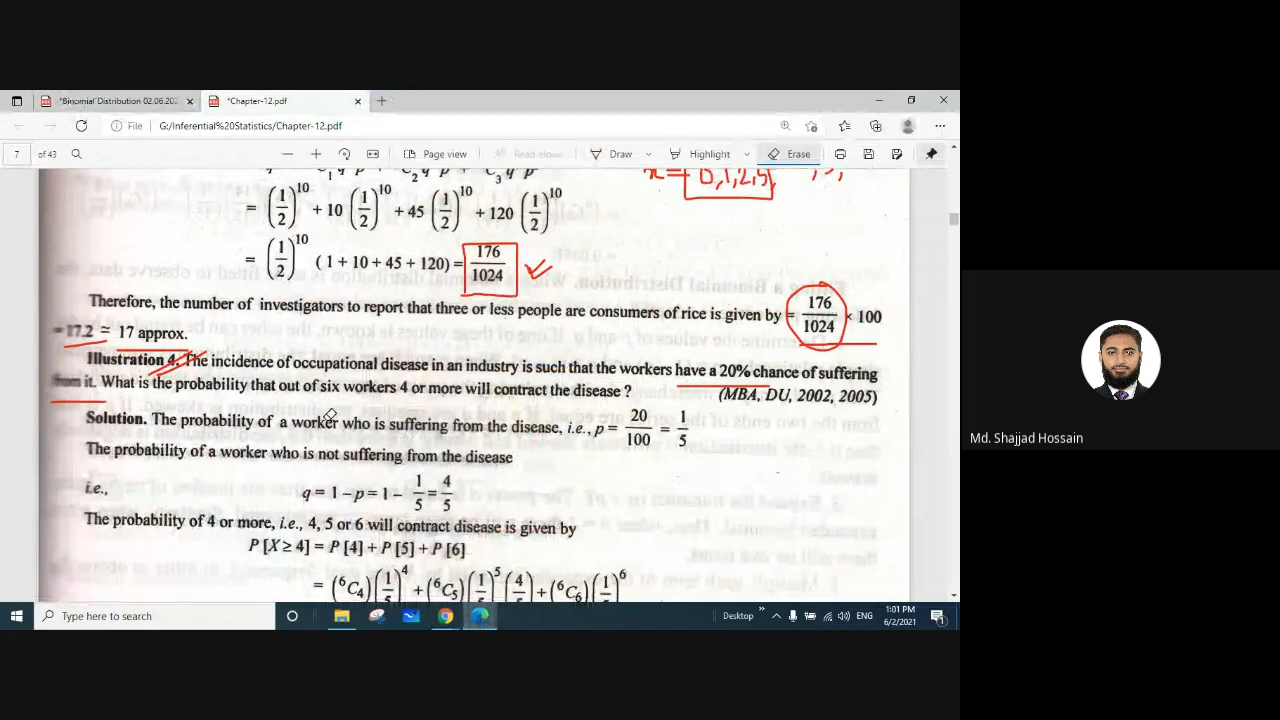 *Binomial Distribution 02.06.202
*Chapter-12.pdf
File G:/Inferential%20Statistics/Chapter-12.pdf
7 of 43 Page view Read aloud Draw Highlight Erase
= (1/2)^10 + 10 (1/2)^10 + 45 (1/2)^10 + 120 (1/2)^10
= (1/2)^10 ( 1 + 10 + 45 + 120) = 176/1024
Therefore, the number of investigators to report that three or less people are consumers of rice is given by = 176/1024 × 100
= 17.2 ≃ 17 approx.
Illustration 4. The incidence of occupational disease in an industry is such that the workers have a 20% chance of suffering
from it. What is the probability that out of six workers 4 or more will contract the disease ?
(MBA, DU, 2002, 2005)
Solution. The probability of a worker who is suffering from the disease, i.e., p = 20/100 = 1/5
The probability of a worker who is not suffering from the disease
i.e., q = 1 – p = 1 – 1/5 = 4/5
The probability of 4 or more, i.e., 4, 5 or 6 will contract disease is given by
P [X ≥ 4] = P [4] + P [5] + P [6]
Type here to search
Desktop
ENG
1:01 PM
6/2/2021
Md. Shajjad Hossain